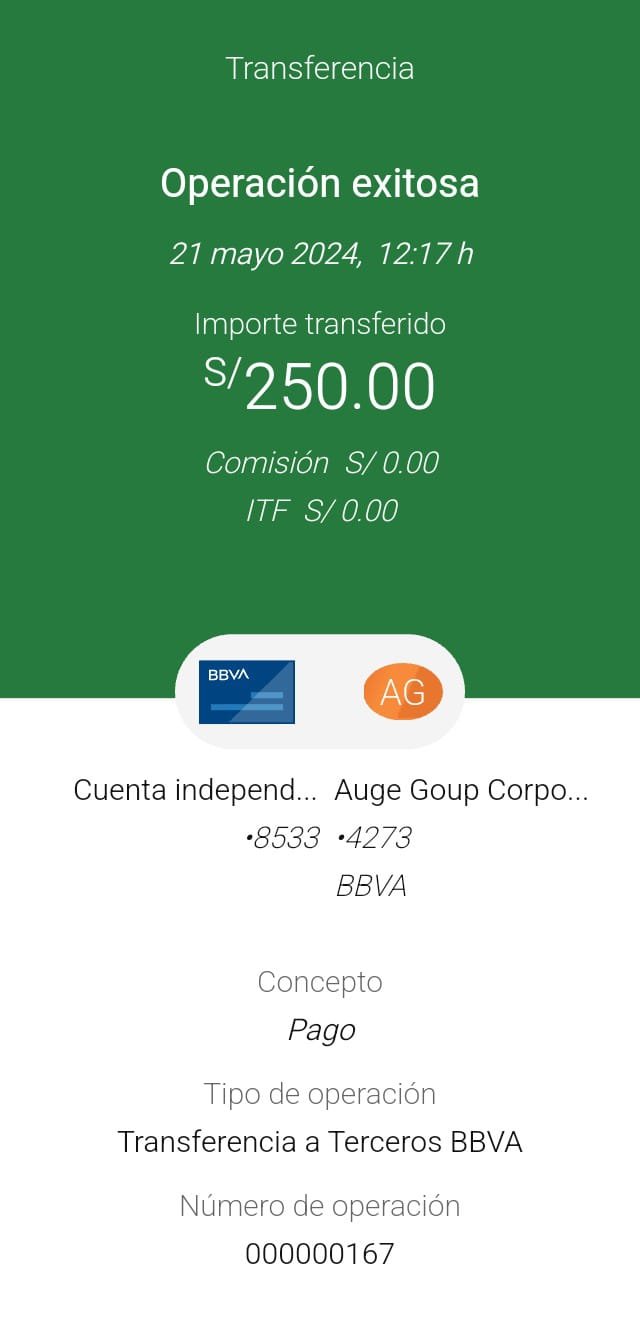 Transferencia
Operación exitosa
21 mayo 2024, 12:17 h
Importe transferido
S/250.00
Comisión S/ 0.00
ITF S/ 0.00
BBVA AG
Cuenta independ... Auge Goup Corpo...
•8533 •4273
BBVA
Concepto
Pago
Tipo de operación
Transferencia a Terceros BBVA
Número de operación
000000167